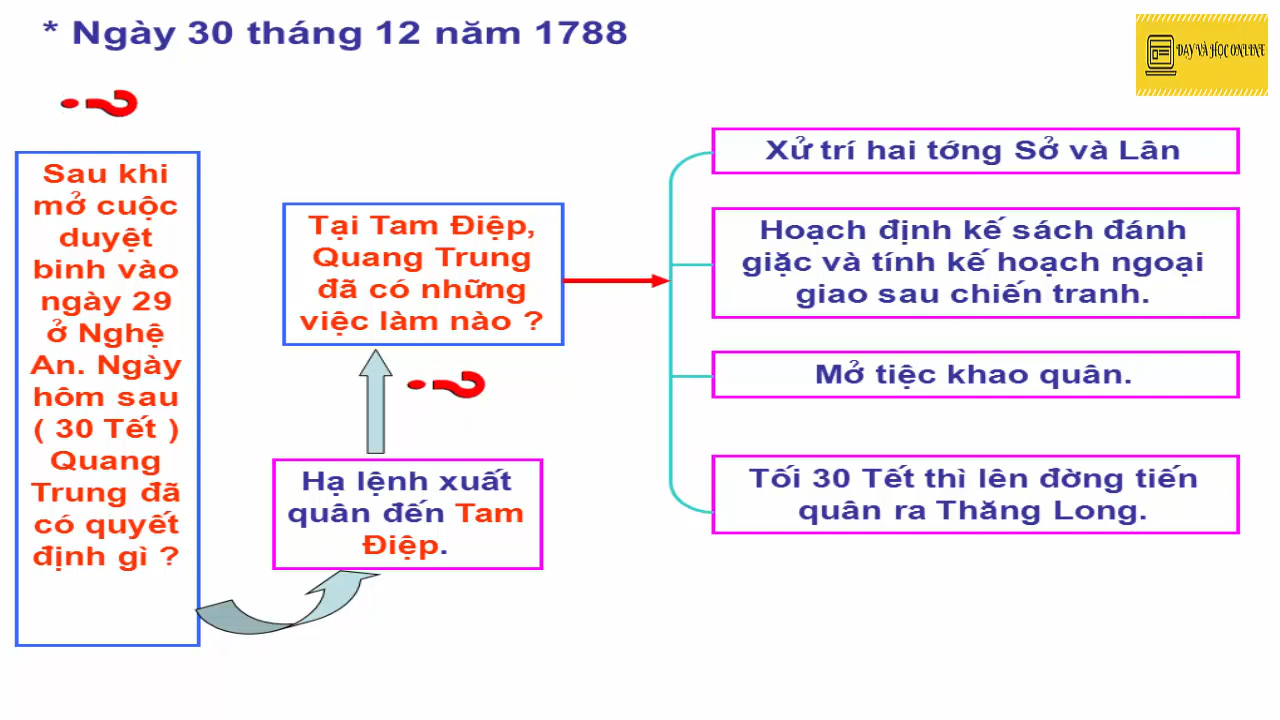 * Ngày 30 tháng 12 năm 1788
DẠY VÀ HỌC ONLINE
Sau khi
mở cuộc
duyệt
binh vào
ngày 29
ở Nghệ
An. Ngày
hôm sau
( 30 Tết )
Quang
Trung đã
có quyết
định gì ?
Hạ lệnh xuất
quân đến Tam
Điệp.
Tại Tam Điệp,
Quang Trung
đã có những
việc làm nào ?
Xử trí hai tớng Sở và Lân
Hoạch định kế sách đánh
giặc và tính kế hoạch ngoại
giao sau chiến tranh.
Mở tiệc khao quân.
Tối 30 Tết thì lên đờng tiến
quân ra Thăng Long.